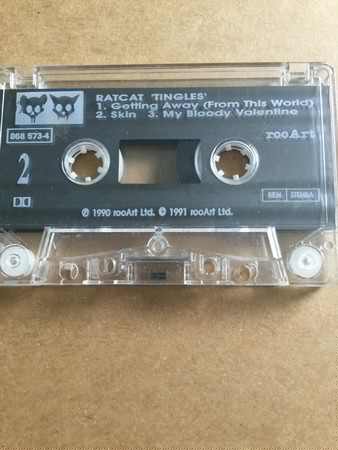 RATCAT 'TINGLES'
1. Getting Away (From This World)
2. Skin 3. My Bloody Valentine
868 573-4
rooArt
2
BIEM STEMRA
℗ 1990 rooArt Ltd. © 1991 rooArt Ltd.